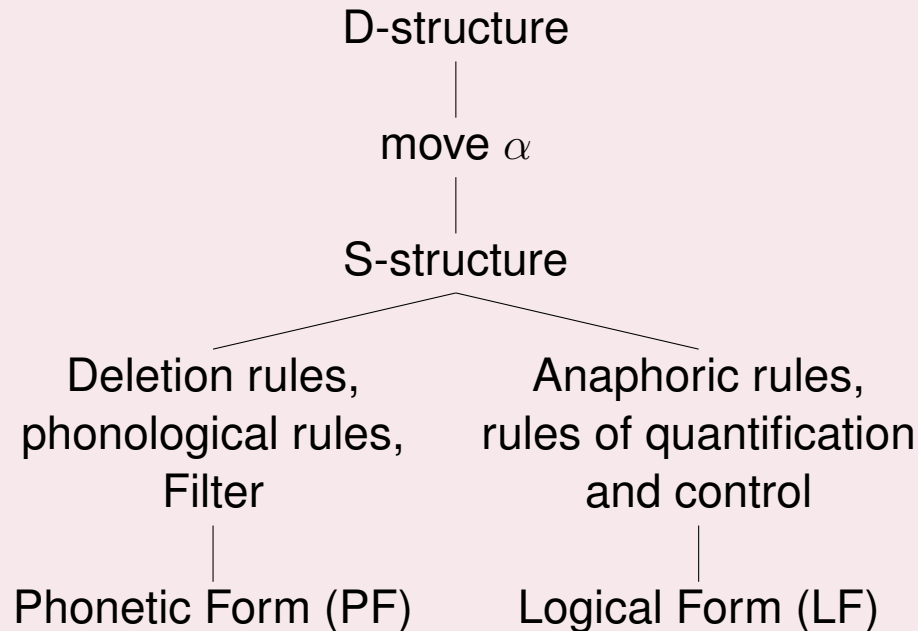 D-structure
move α
S-structure
Deletion rules,
phonological rules,
Filter
Anaphoric rules,
rules of quantification
and control
Phonetic Form (PF)
Logical Form (LF)